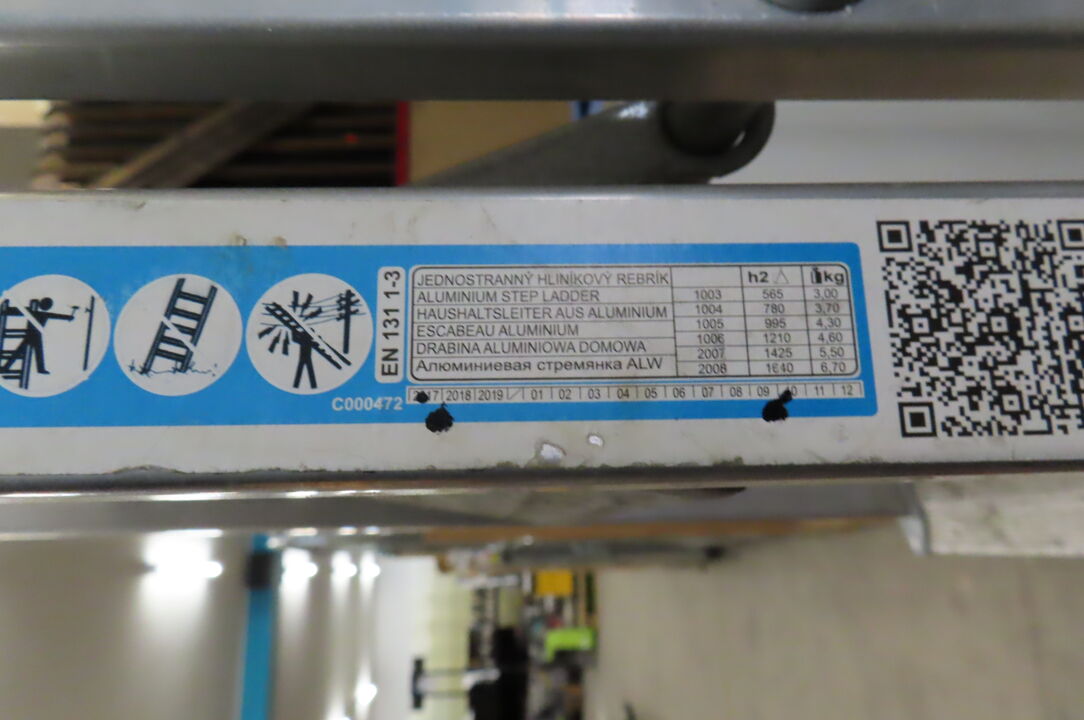 EN 131 1-3
JEDNOSTRANNÝ HLINÍKOVÝ REBRÍK h2 kg
ALUMINIUM STEP LADDER 1003 565 3,00
HAUSHALTSLEITER AUS ALUMINIUM 1004 780 3,70
ESCABEAU ALUMINIUM 1005 995 4,30
DRABINA ALUMINIOWA DOMOWA 1006 1210 4,60
Алюминиевая стремянка ALW 2007 1425 5,50
2008 1640 6,70
C000472
2017 2018 2019 01 02 03 04 05 06 07 08 09 10 11 12